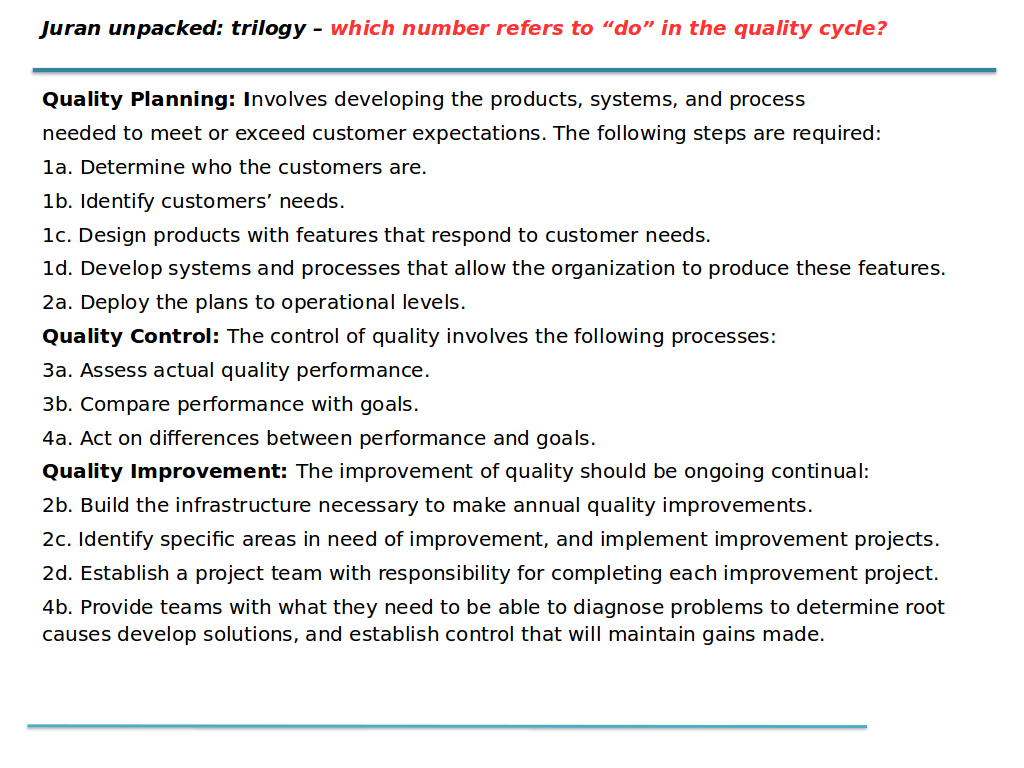 Juran unpacked: trilogy – which number refers to “do” in the quality cycle?
Quality Planning: Involves developing the products, systems, and process
needed to meet or exceed customer expectations. The following steps are required:
1a. Determine who the customers are.
1b. Identify customers’ needs.
1c. Design products with features that respond to customer needs.
1d. Develop systems and processes that allow the organization to produce these features.
2a. Deploy the plans to operational levels.
Quality Control: The control of quality involves the following processes:
3a. Assess actual quality performance.
3b. Compare performance with goals.
4a. Act on differences between performance and goals.
Quality Improvement: The improvement of quality should be ongoing continual:
2b. Build the infrastructure necessary to make annual quality improvements.
2c. Identify specific areas in need of improvement, and implement improvement projects.
2d. Establish a project team with responsibility for completing each improvement project.
4b. Provide teams with what they need to be able to diagnose problems to determine root
causes develop solutions, and establish control that will maintain gains made.